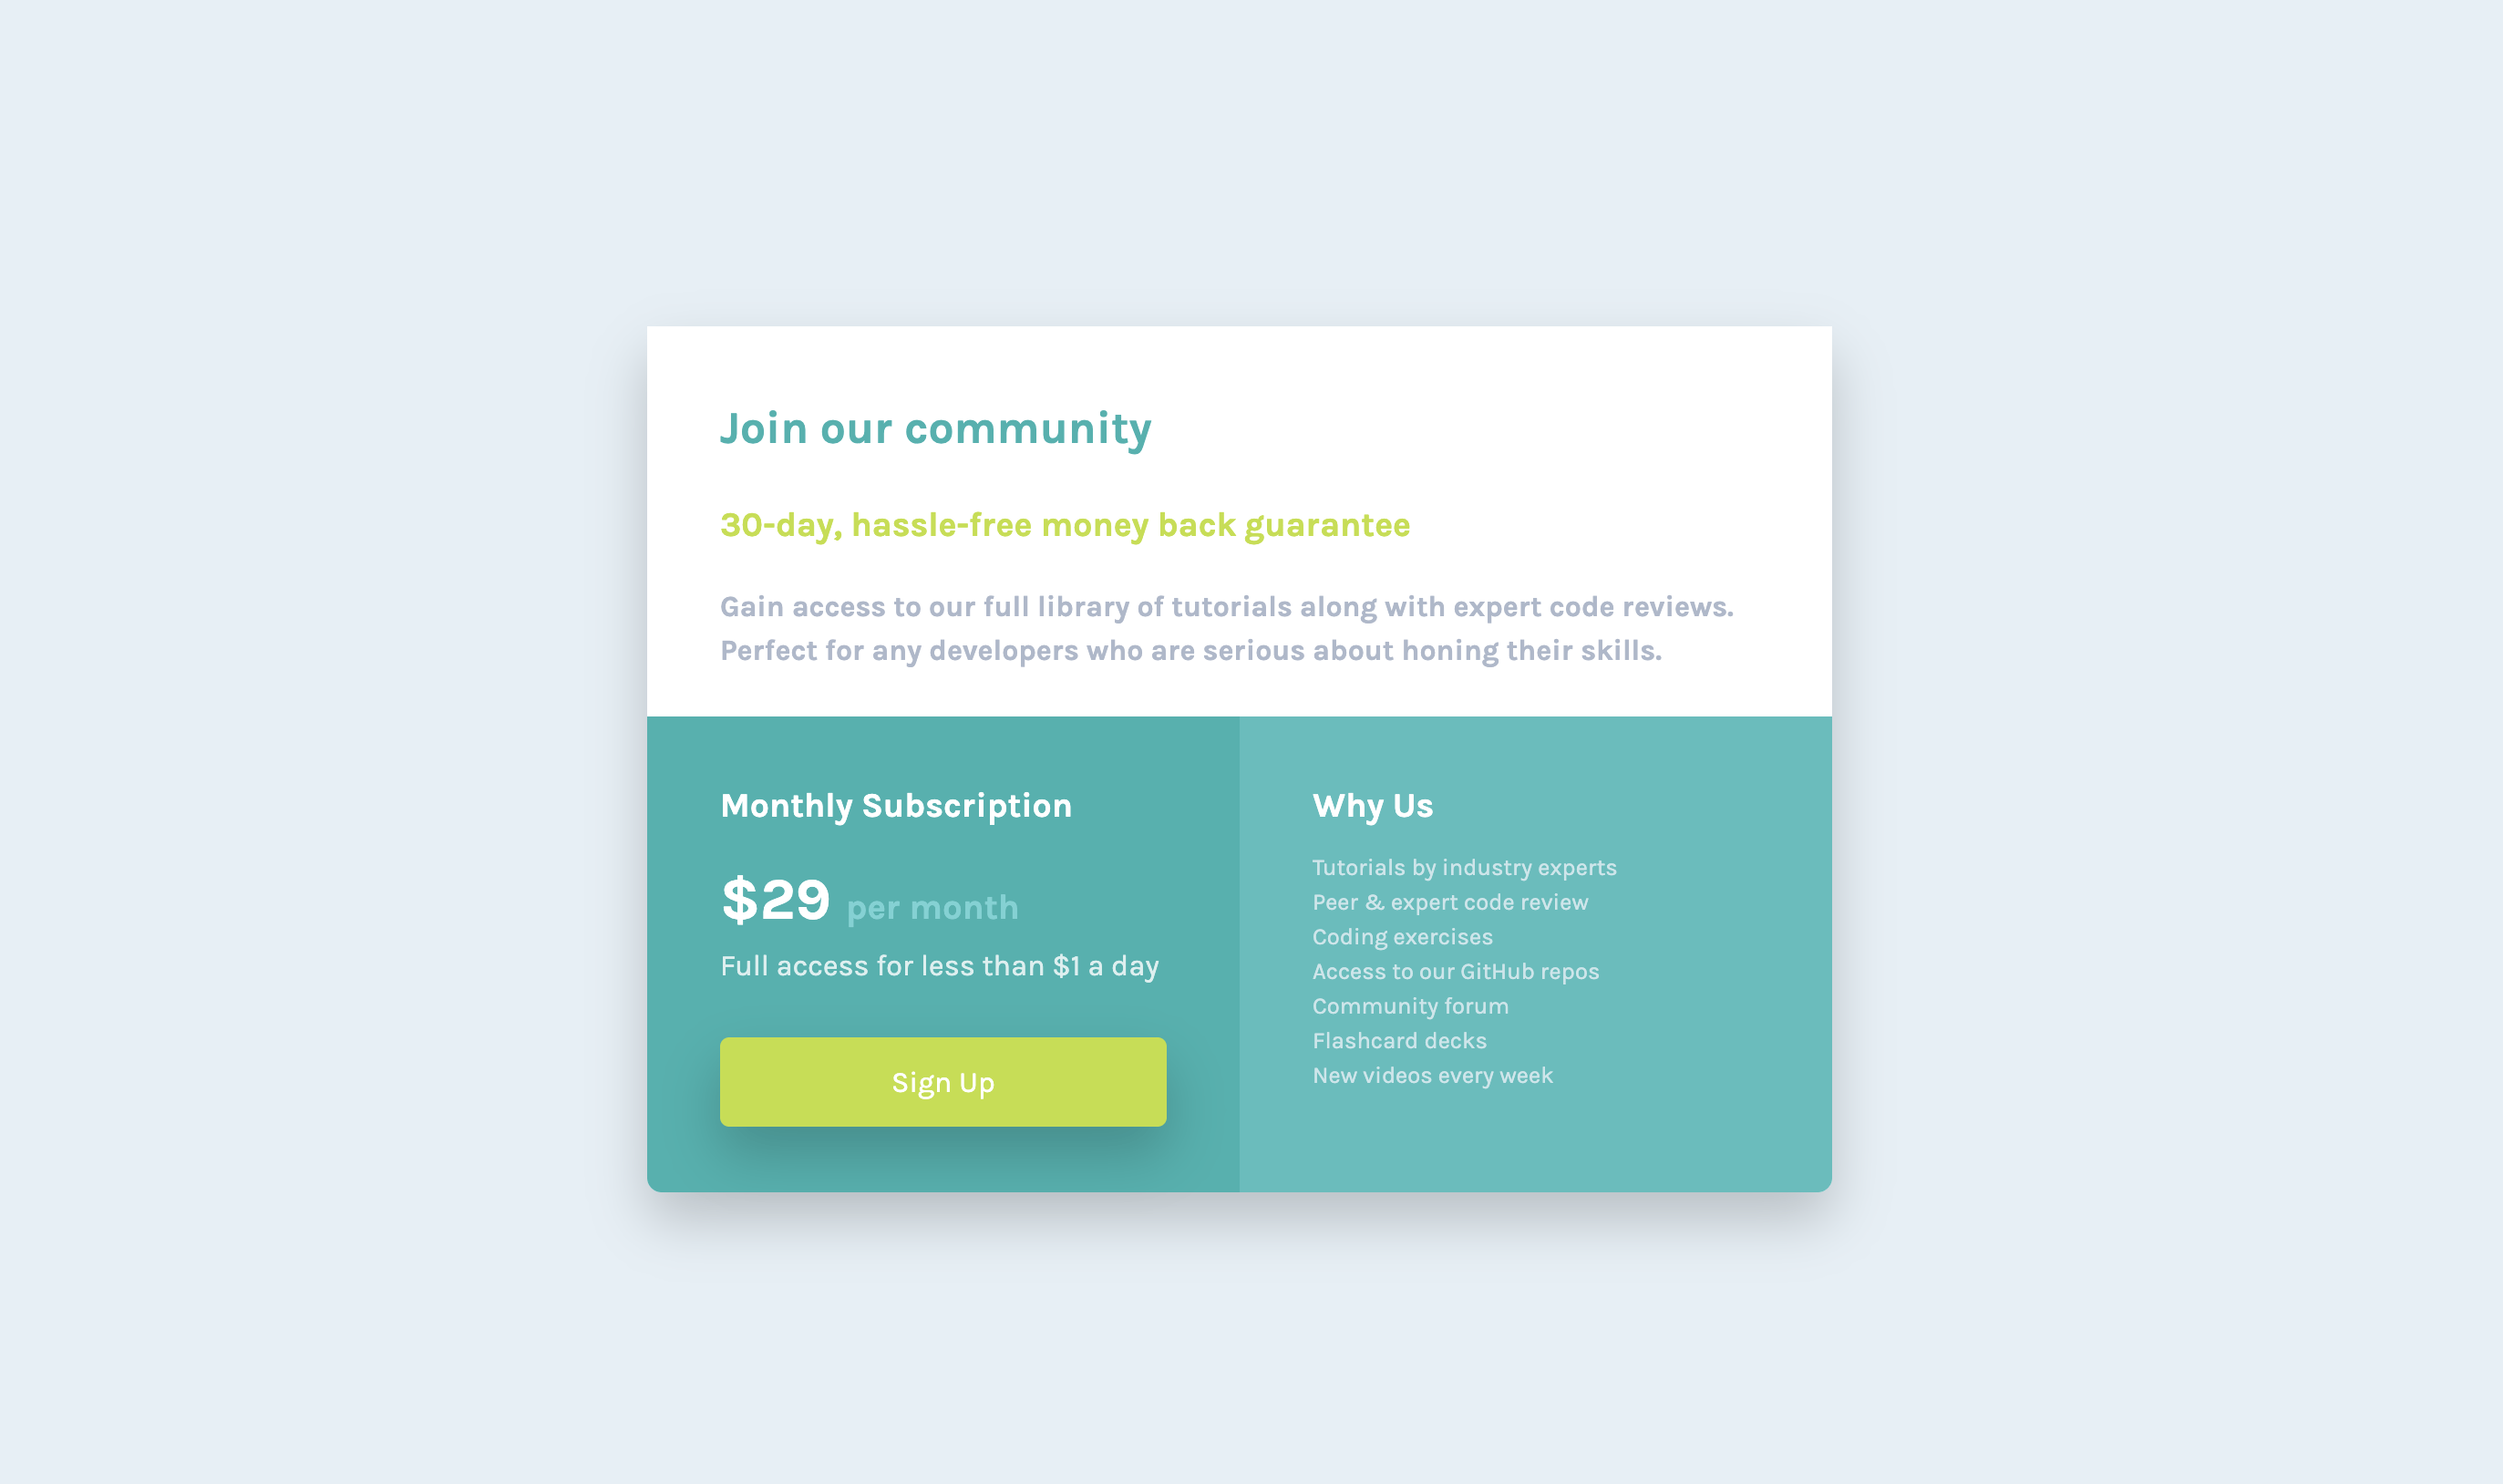 Join our community
30-day, hassle-free money back guarantee
Gain access to our full library of tutorials along with expert code reviews.
Perfect for any developers who are serious about honing their skills.
Monthly Subscription
$29 per month
Full access for less than $1 a day
Sign Up
Why Us
Tutorials by industry experts
Peer & expert code review
Coding exercises
Access to our GitHub repos
Community forum
Flashcard decks
New videos every week